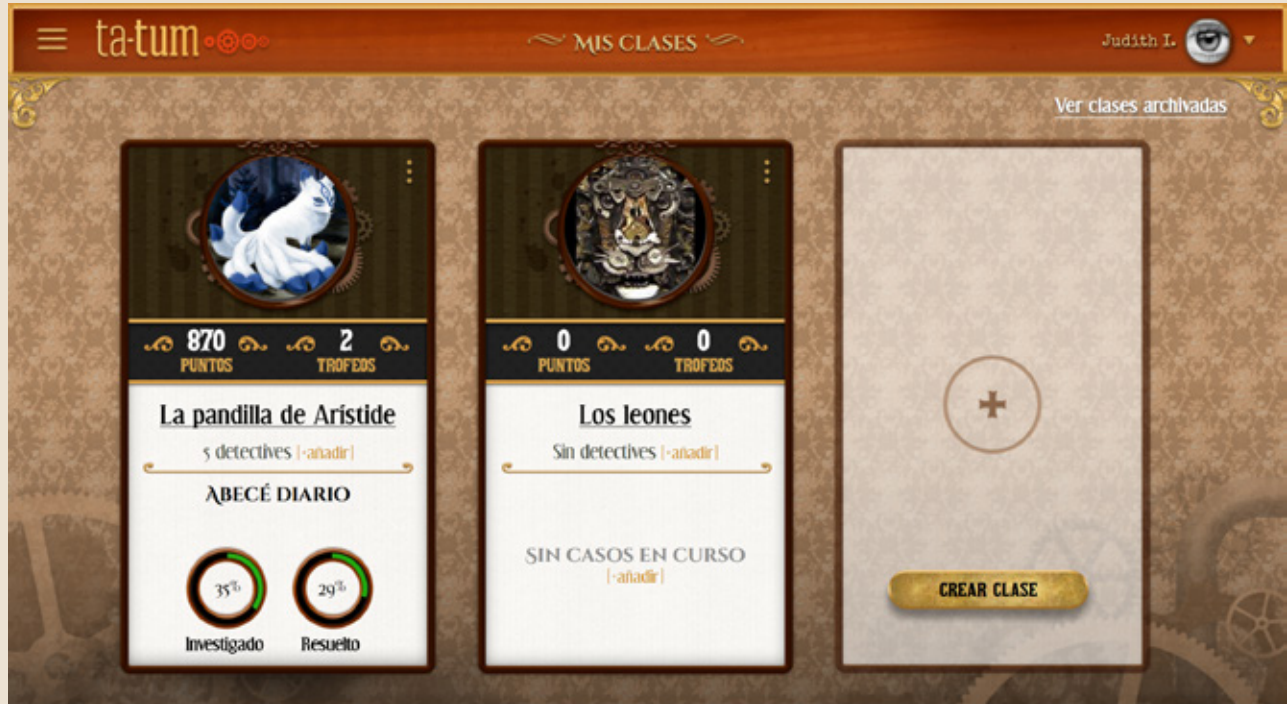 ta-tum
MIS CLASES
Judith I.
Ver clases archivadas
870 PUNTOS
2 TROFEOS
La pandilla de Arístide
5 detectives [+añadir]
ABECÉ DIARIO
35%
Investigado
29%
Resuelto
0 PUNTOS
0 TROFEOS
Los leones
Sin detectives [+añadir]
SIN CASOS EN CURSO
[+añadir]
CREAR CLASE